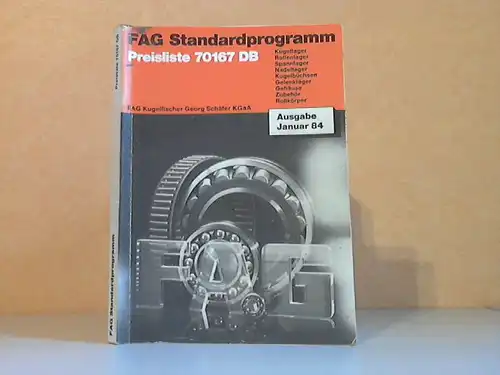 FAG Standardprogramm
Preisliste 70167 DB
Kugellager
Rollenlager
Spannlager
Nadellager
Kugelbüchsen
Gelenklager
Gehäuse
Zubehör
Rollkörper
FAG Kugelfischer Georg Schäfer KGaA
Ausgabe
Januar 84
FAG
Preisliste 70167 DB
FAG Standardprogramm